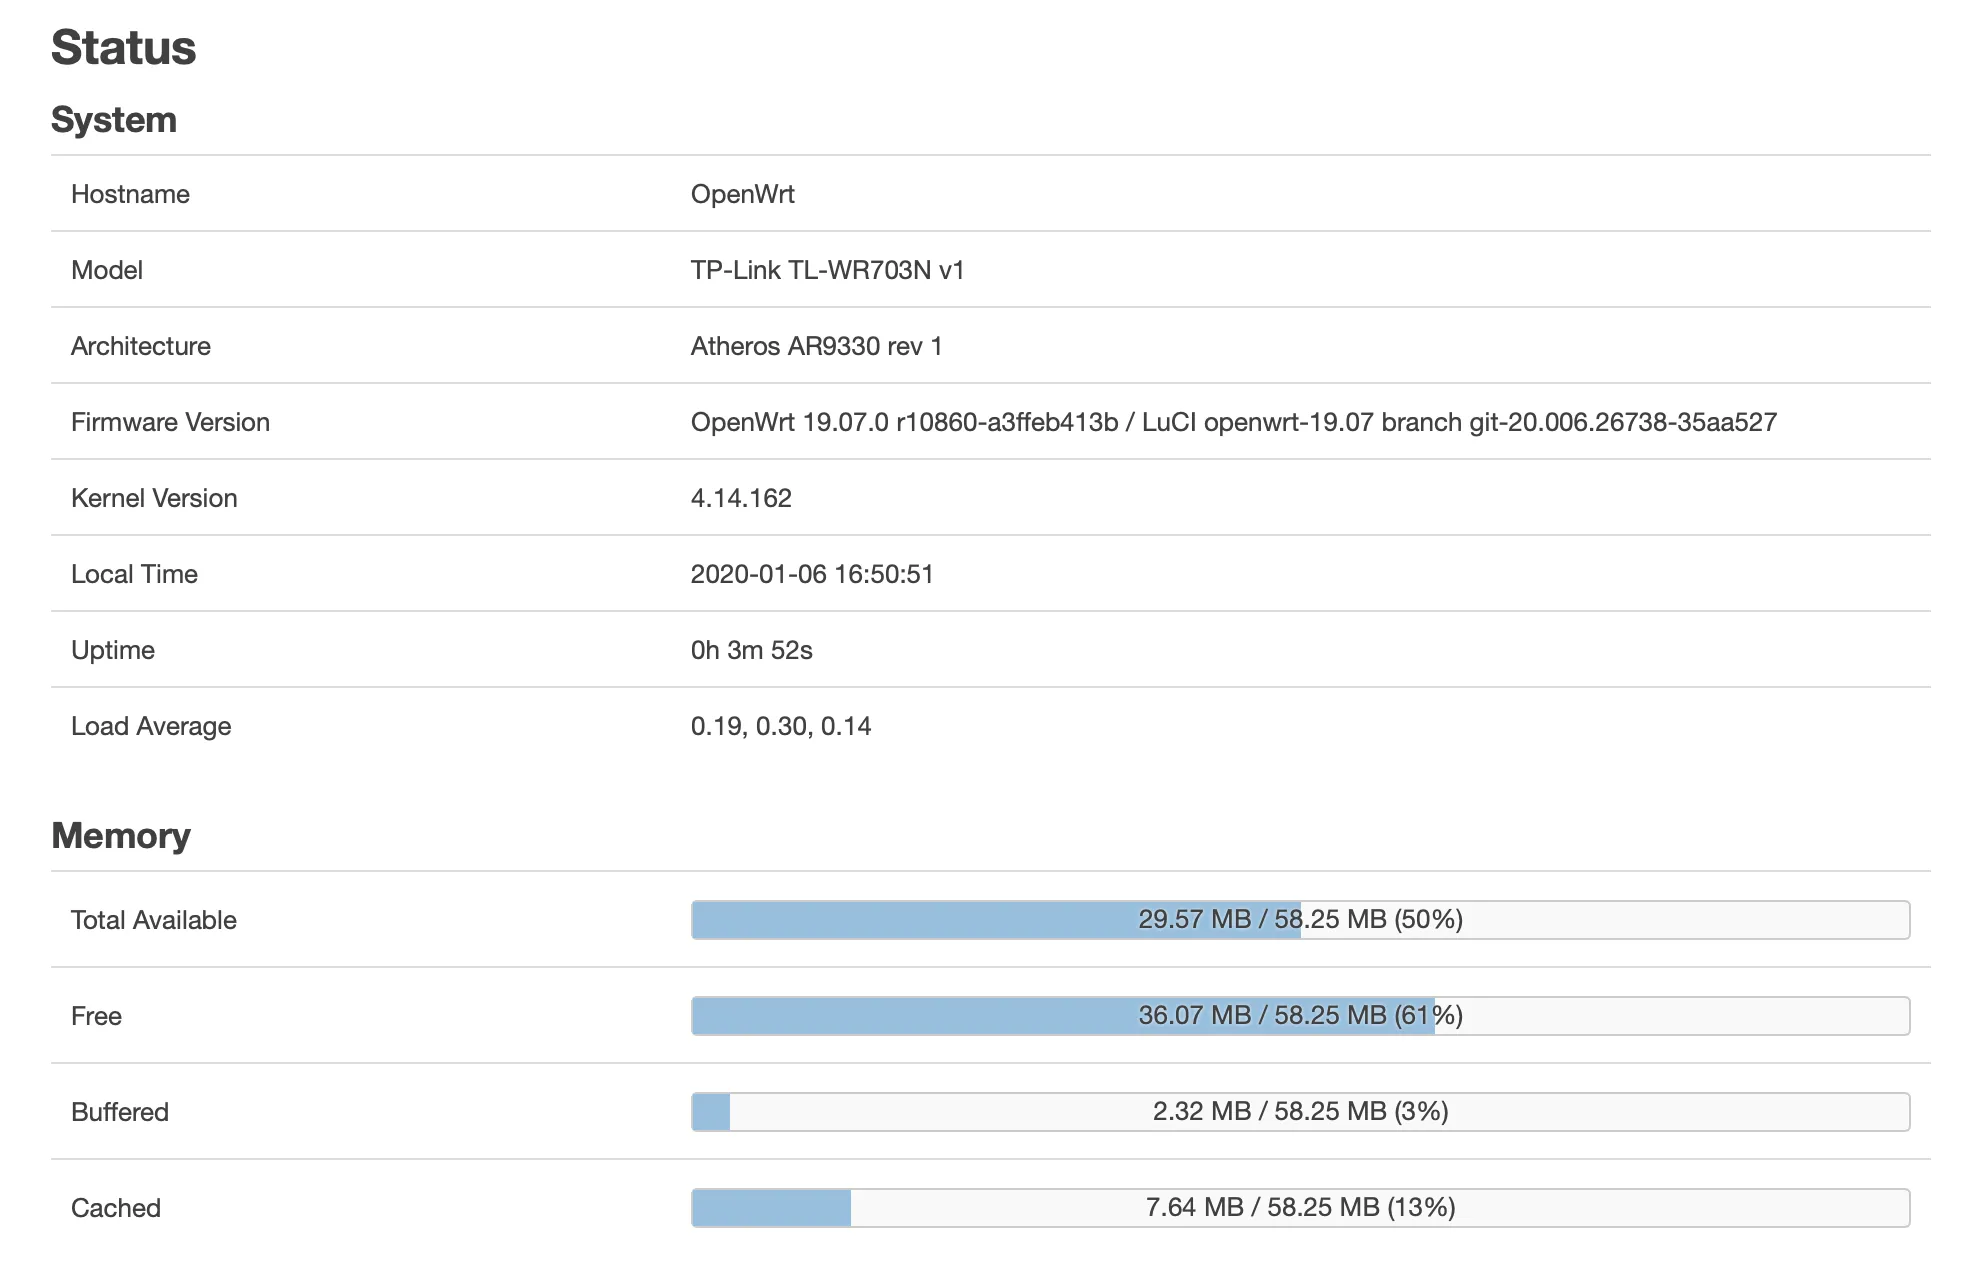 Status
System
Hostname OpenWrt
Model TP-Link TL-WR703N v1
Architecture Atheros AR9330 rev 1
Firmware Version OpenWrt 19.07.0 r10860-a3ffeb413b / LuCI openwrt-19.07 branch git-20.006.26738-35aa527
Kernel Version 4.14.162
Local Time 2020-01-06 16:50:51
Uptime 0h 3m 52s
Load Average 0.19, 0.30, 0.14
Memory
Total Available 29.57 MB / 58.25 MB (50%)
Free 36.07 MB / 58.25 MB (61%)
Buffered 2.32 MB / 58.25 MB (3%)
Cached 7.64 MB / 58.25 MB (13%)